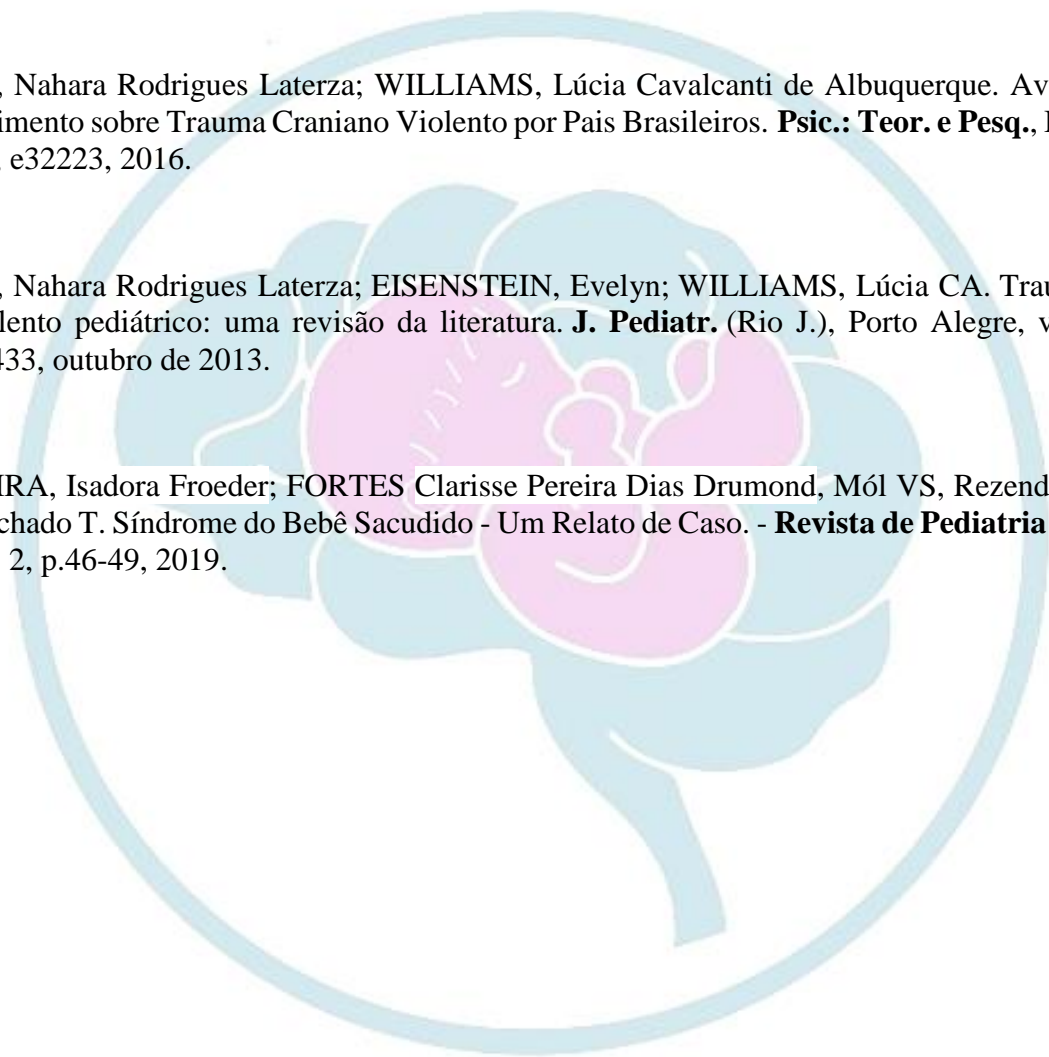 , Nahara Rodrigues Laterza; WILLIAMS, Lúcia Cavalcanti de Albuquerque. Av
imento sobre Trauma Craniano Violento por Pais Brasileiros. Psic.: Teor. e Pesq.,
e32223, 2016.
, Nahara Rodrigues Laterza; EISENSTEIN, Evelyn; WILLIAMS, Lúcia CA. Trau
lento pediátrico: uma revisão da literatura. J. Pediatr. (Rio J.), Porto Alegre, v
433, outubro de 2013.
IRA, Isadora Froeder; FORTES Clarisse Pereira Dias Drumond, Mól VS, Rezend
chado T. Síndrome do Bebê Sacudido - Um Relato de Caso. - Revista de Pediatria
2, p.46-49, 2019.